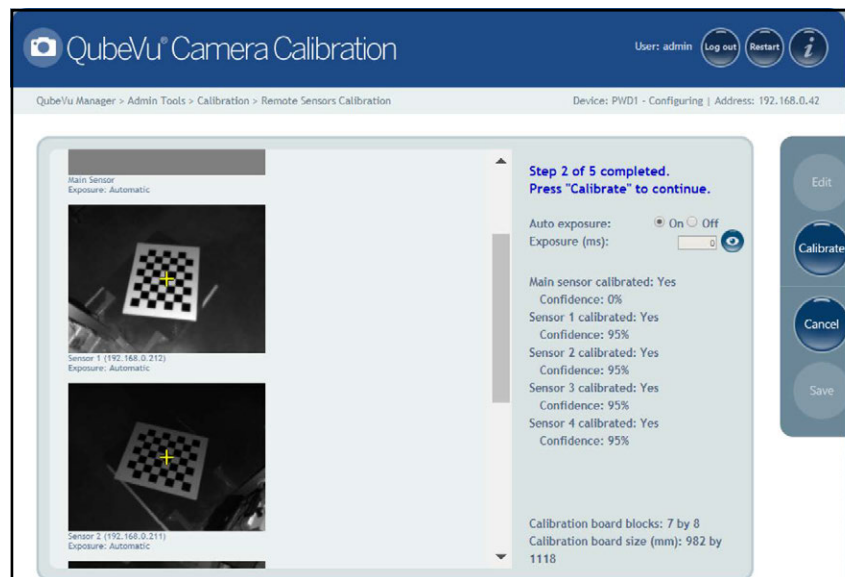 QubeVu® Camera Calibration
User: admin
Log out
Restart
i
QubeVu Manager > Admin Tools > Calibration > Remote Sensors Calibration
Device: PWD1 - Configuring | Address: 192.168.0.42
Main Sensor
Exposure: Automatic
Sensor 1 (192.168.0.212)
Exposure: Automatic
Sensor 2 (192.168.0.211)
Exposure: Automatic
Step 2 of 5 completed.
Press "Calibrate" to continue.
Auto exposure: On Off
Exposure (ms): 0
Main sensor calibrated: Yes
Confidence: 0%
Sensor 1 calibrated: Yes
Confidence: 95%
Sensor 2 calibrated: Yes
Confidence: 95%
Sensor 3 calibrated: Yes
Confidence: 95%
Sensor 4 calibrated: Yes
Confidence: 95%
Calibration board blocks: 7 by 8
Calibration board size (mm): 982 by
1118
Edit
Calibrate
Cancel
Save